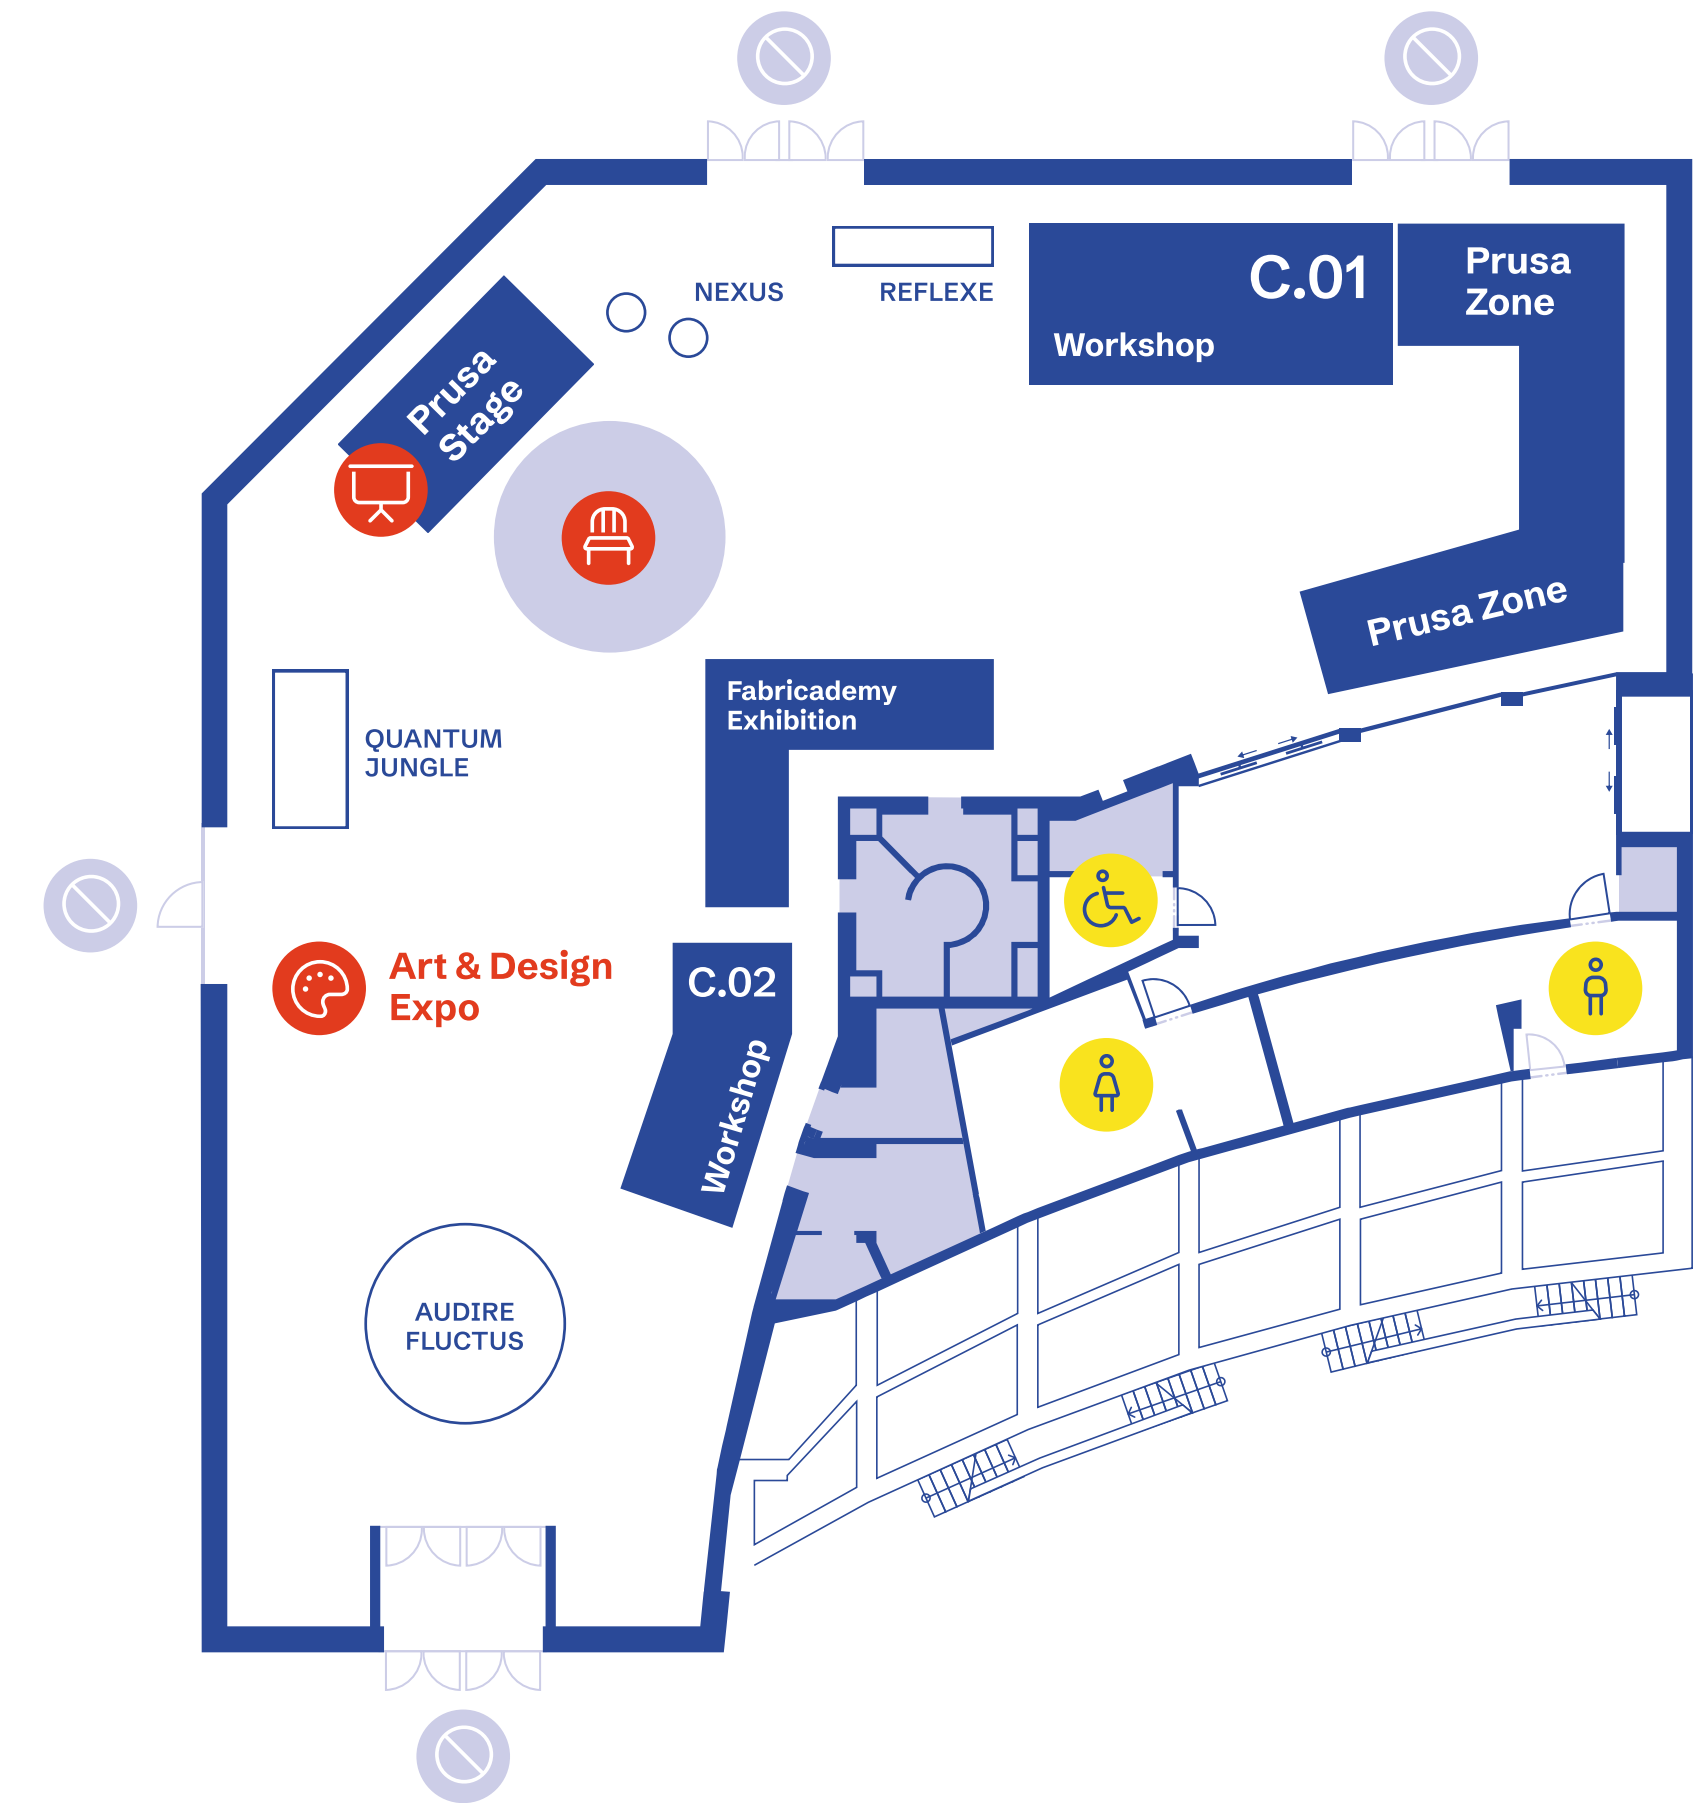 C.01
Workshop
Prusa
Zone
NEXUS
REFLEXE
Prusa
Stage
Prusa Zone
Fabricademy
Exhibition
QUANTUM
JUNGLE
Art & Design
Expo
C.02
Workshop
AUDIRE
FLUCTUS